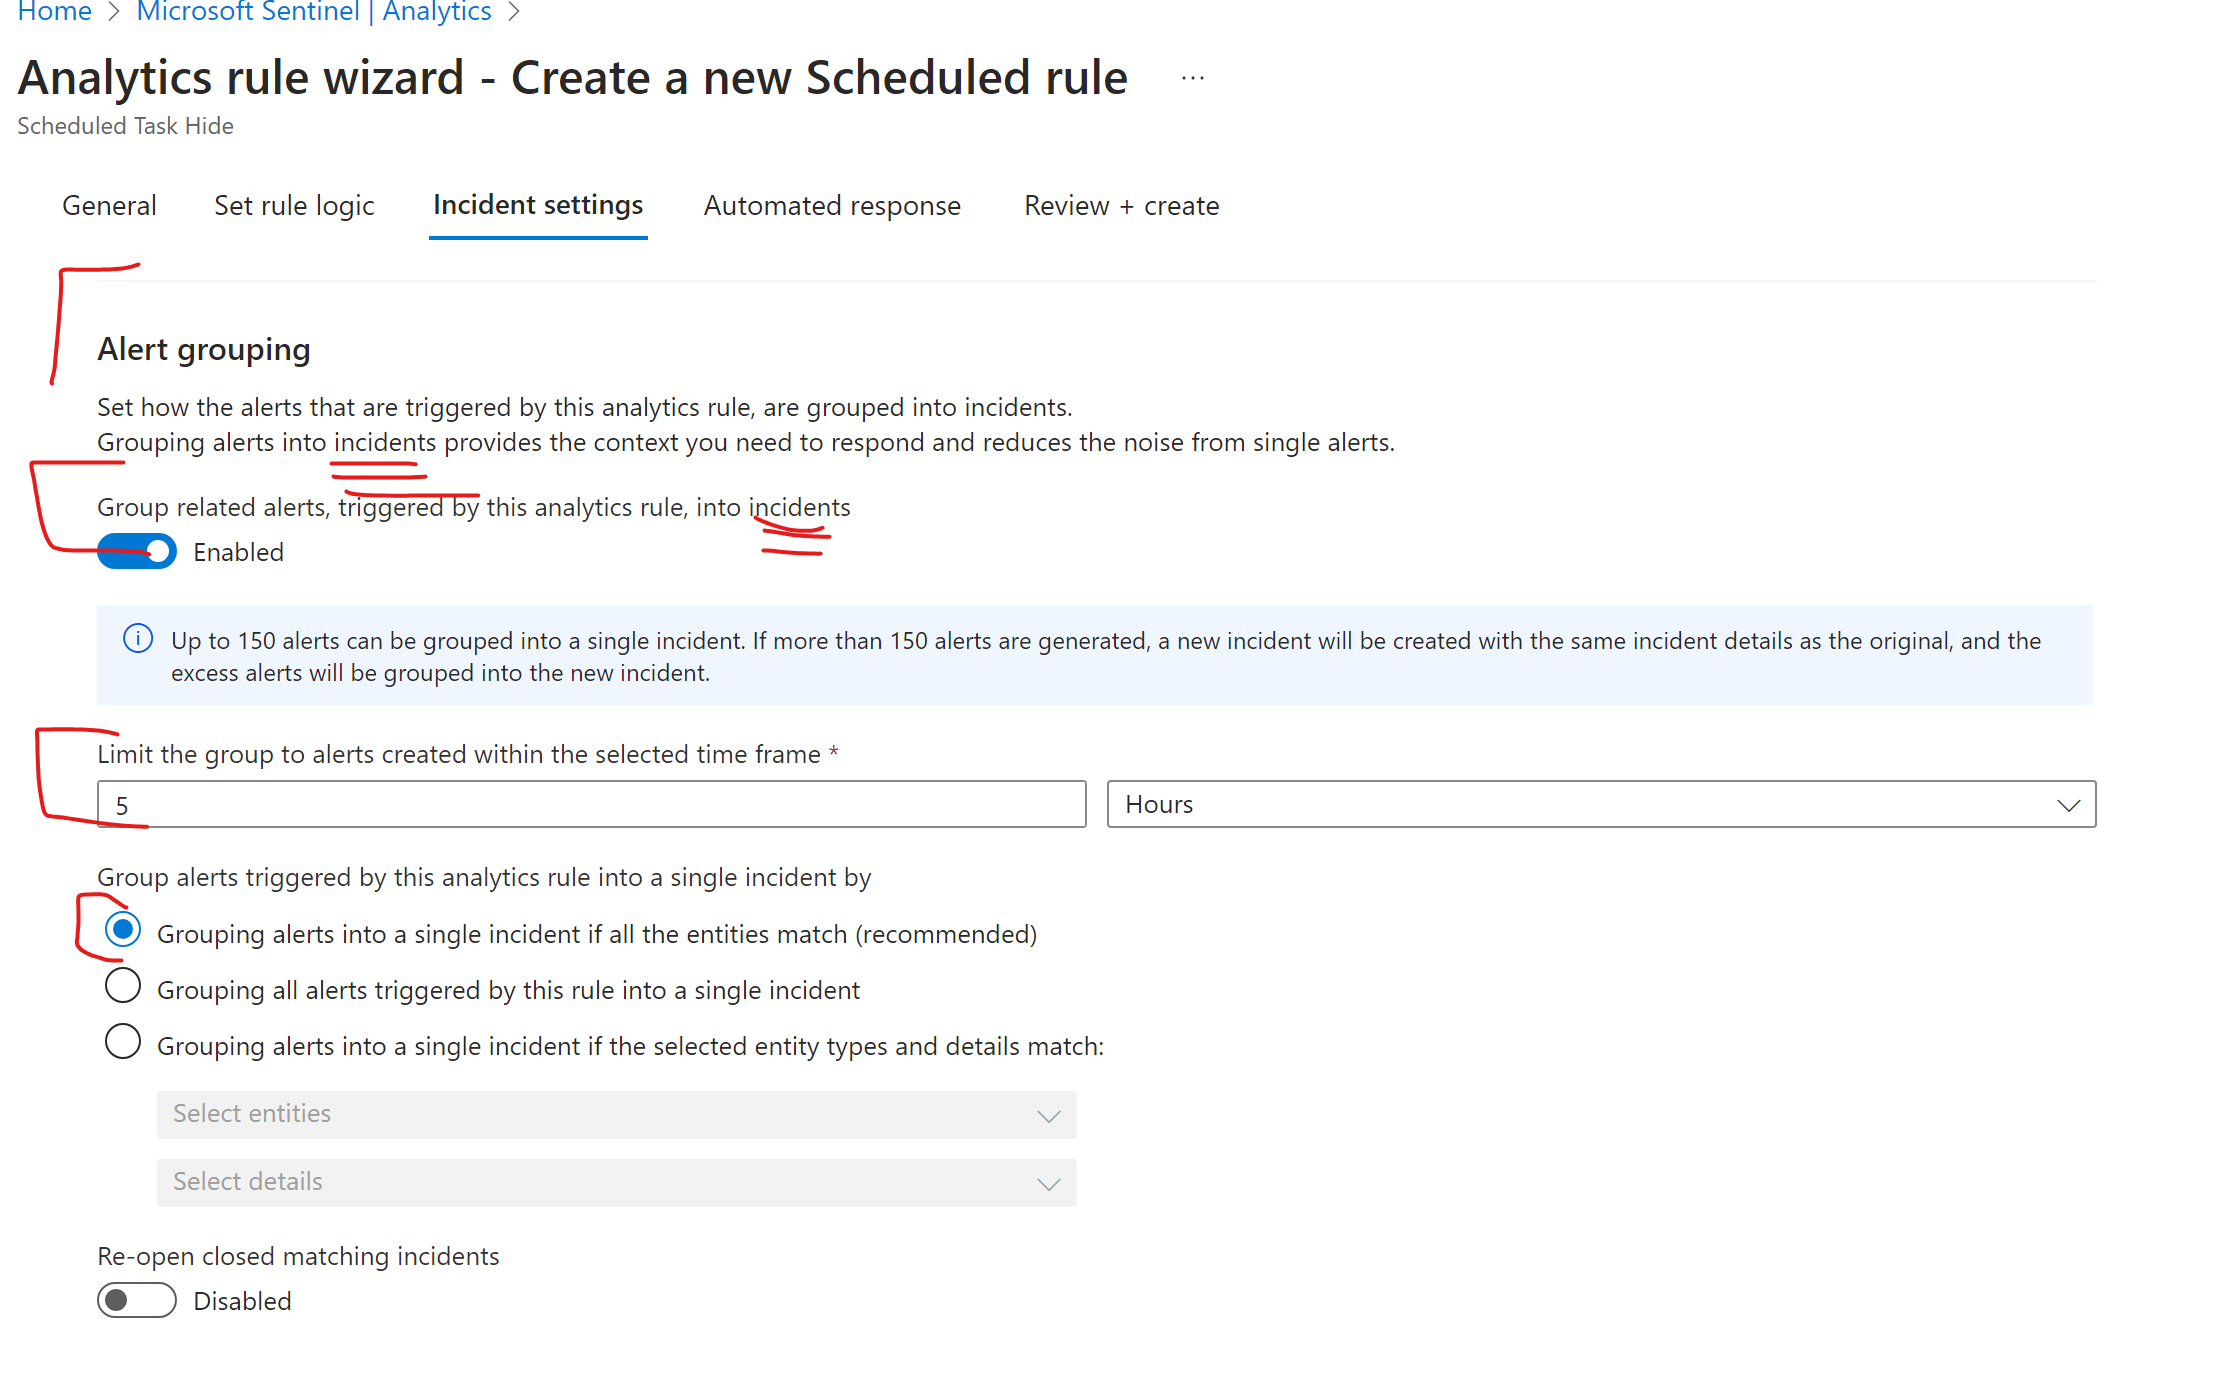 Home > Microsoft Sentinel | Analytics >
Analytics rule wizard - Create a new Scheduled rule ...
Scheduled Task Hide
General Set rule logic Incident settings Automated response Review + create
Alert grouping
Set how the alerts that are triggered by this analytics rule, are grouped into incidents.
Grouping alerts into incidents provides the context you need to respond and reduces the noise from single alerts.
Group related alerts, triggered by this analytics rule, into incidents
Enabled
Up to 150 alerts can be grouped into a single incident. If more than 150 alerts are generated, a new incident will be created with the same incident details as the original, and the
excess alerts will be grouped into the new incident.
Limit the group to alerts created within the selected time frame *
5 Hours
Group alerts triggered by this analytics rule into a single incident by
Grouping alerts into a single incident if all the entities match (recommended)
Grouping all alerts triggered by this rule into a single incident
Grouping alerts into a single incident if the selected entity types and details match:
Select entities
Select details
Re-open closed matching incidents
Disabled